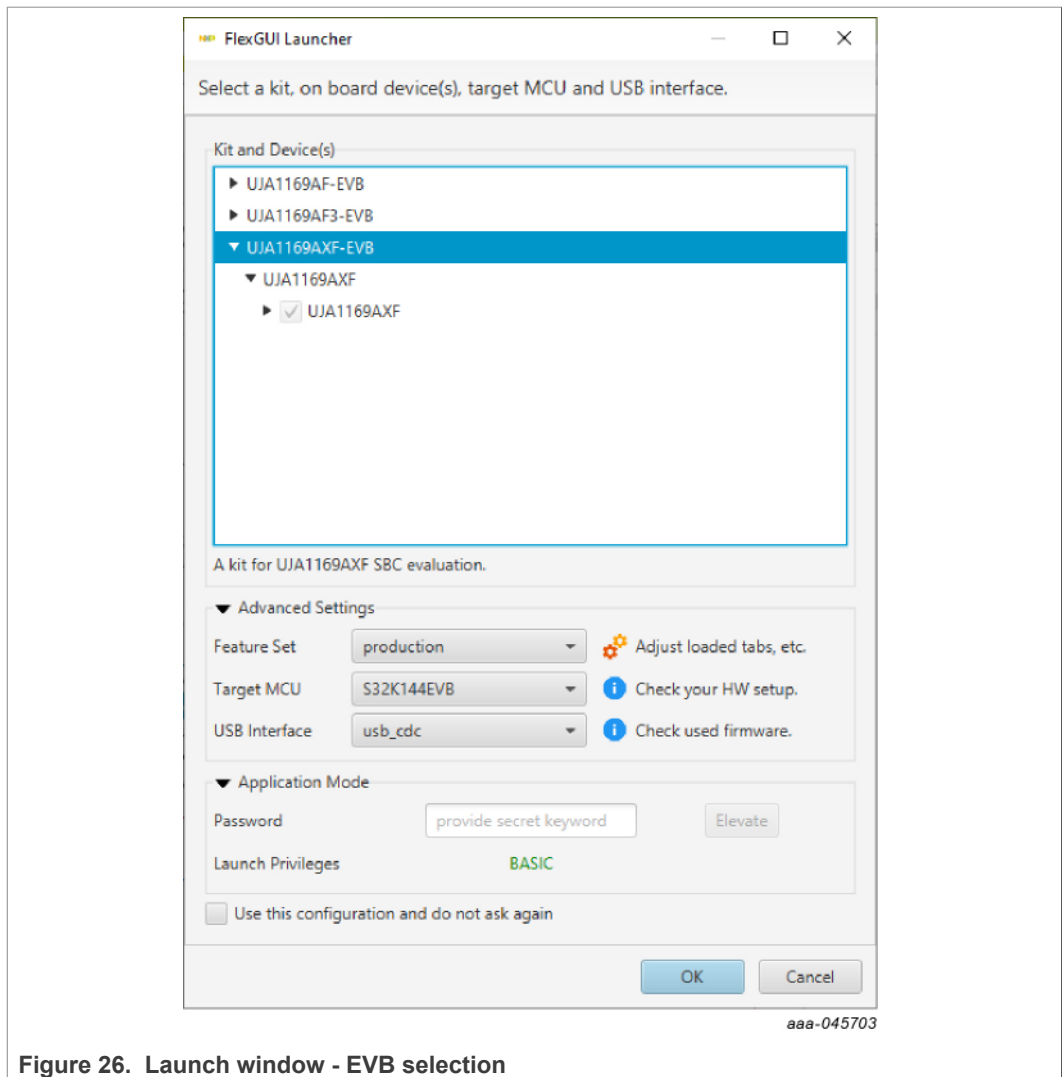 NXP FlexGUI Launcher
Select a kit, on board device(s), target MCU and USB interface.
Kit and Device(s)
UJA1169AF-EVB
UJA1169AF3-EVB
UJA1169AXF-EVB
UJA1169AXF
UJA1169AXF
A kit for UJA1169AXF SBC evaluation.
Advanced Settings
Feature Set production Adjust loaded tabs, etc.
Target MCU S32K144EVB i Check your HW setup.
USB Interface usb_cdc i Check used firmware.
Application Mode
Password provide secret keyword Elevate
Launch Privileges BASIC
Use this configuration and do not ask again
OK Cancel
aaa-045703
Figure 26. Launch window - EVB selection